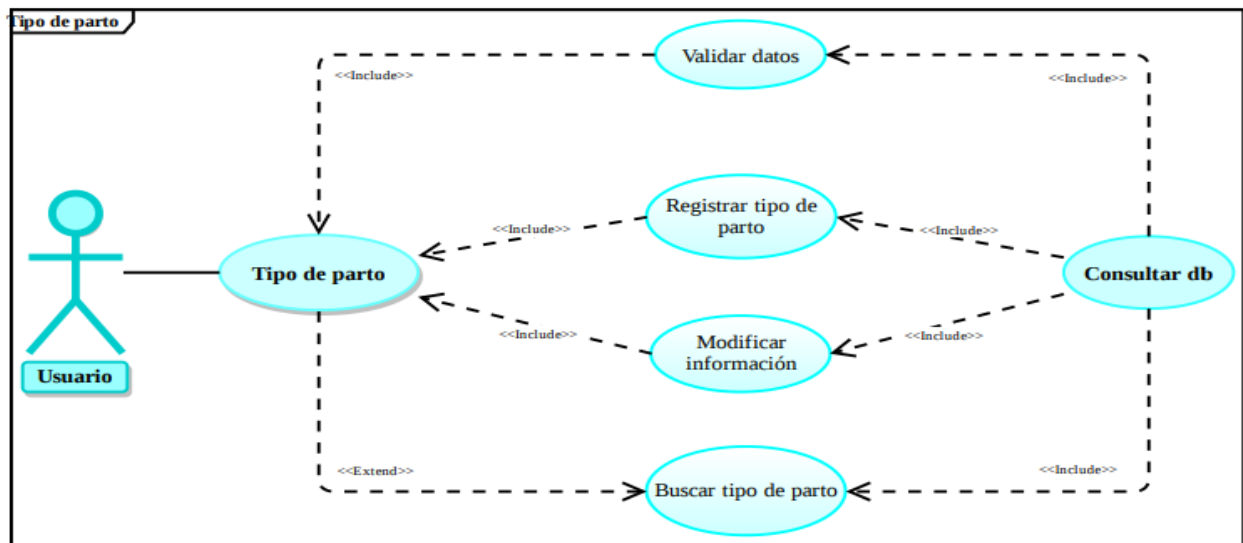 Tipo de parto
Validar datos
<<Include>>
<<Include>>
Registrar tipo de
parto
<<Include>>
<<Include>>
Tipo de parto
Consultar db
<<Include>>
<<Include>>
Modificar
información
Usuario
<<Extend>>
<<Include>>
Buscar tipo de parto